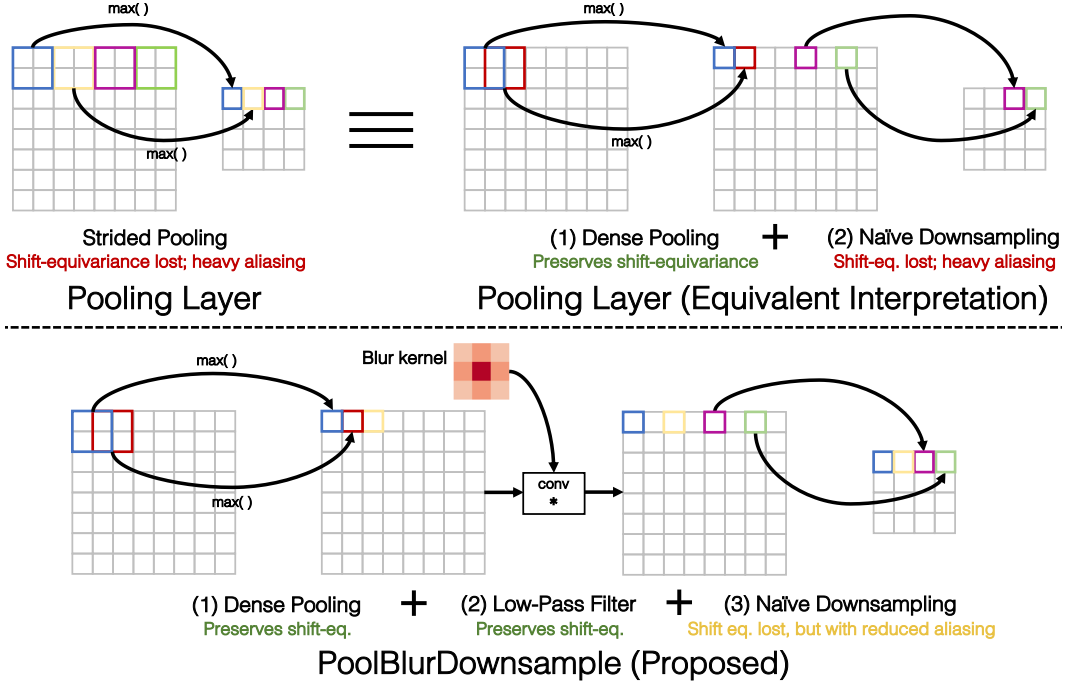 max( )
max( )
Strided Pooling
Shift-equivariance lost; heavy aliasing
Pooling Layer
max( )
max( )
(1) Dense Pooling + (2) Naïve Downsampling
Preserves shift-equivariance
Shift-eq. lost; heavy aliasing
Pooling Layer (Equivalent Interpretation)
max( )
max( )
Blur kernel
conv
*
(1) Dense Pooling + (2) Low-Pass Filter + (3) Naïve Downsampling
Preserves shift-eq.
Preserves shift-eq.
Shift eq. lost, but with reduced aliasing
PoolBlurDownsample (Proposed)